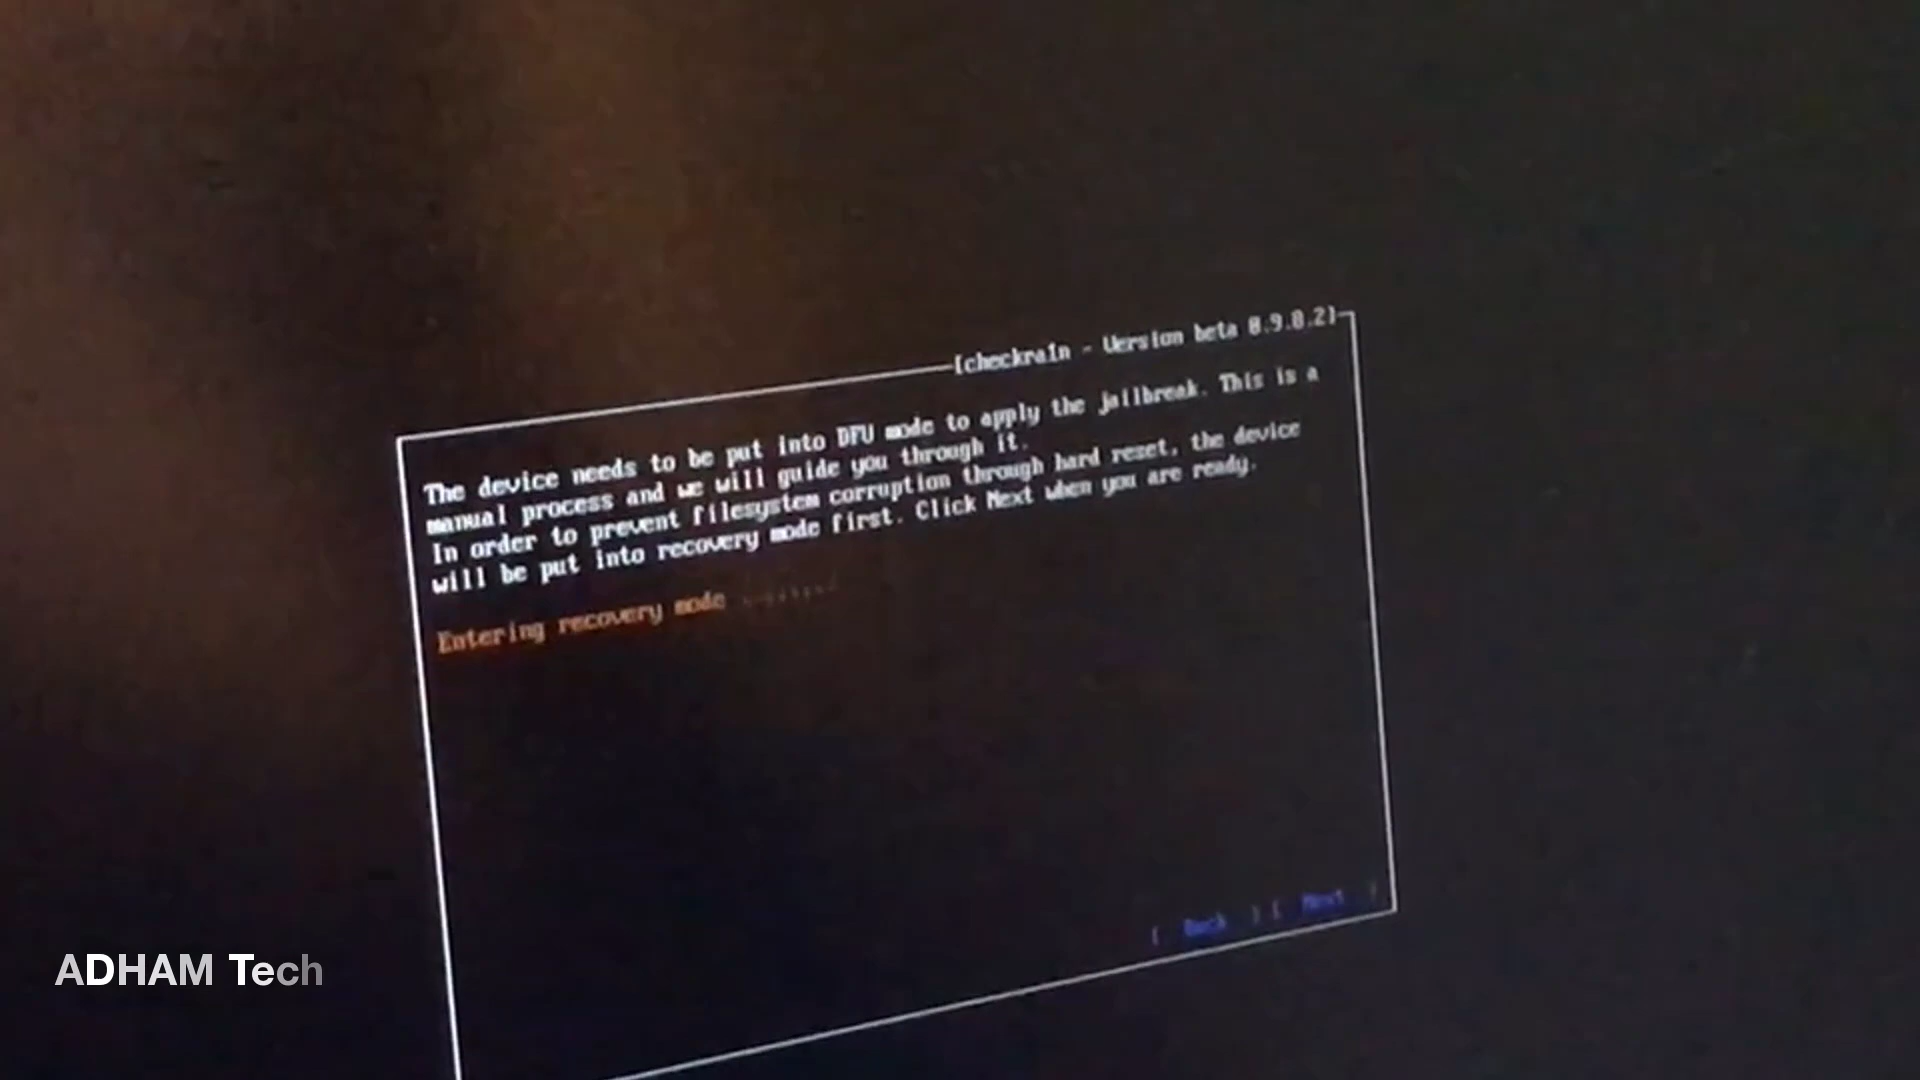 [checkra1n - Version beta 0.9.8.2]
The device needs to be put into DFU mode to apply the jailbreak. This is a
manual process and we will guide you through it.
In order to prevent filesystem corruption through hard reset, the device
will be put into recovery mode first. Click Next when you are ready.
Entering recovery mode ........
[ Back ] [ Next ]
ADHAM Tech